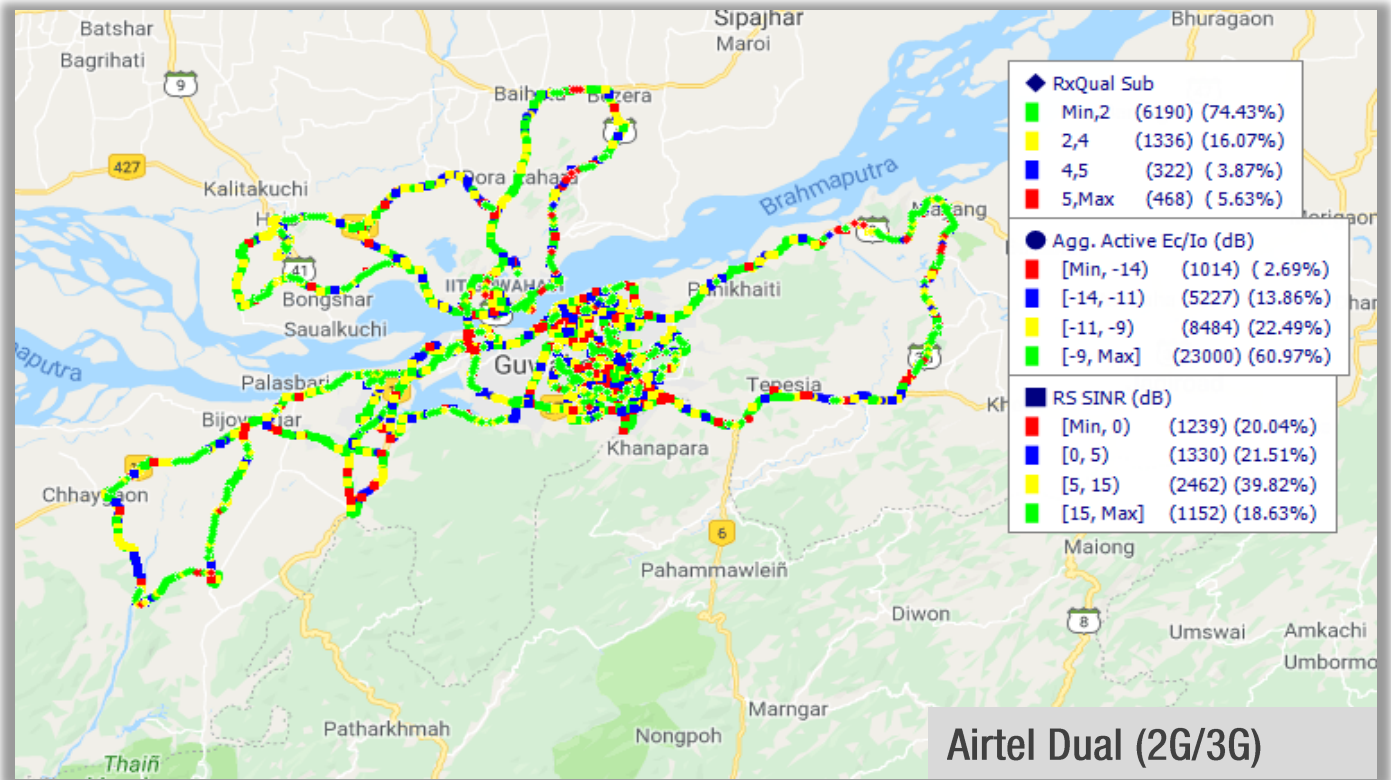 Batshar
Bagrihati
Sipajhar
Maroi
Bhuragaon
9
427
Kalitakuchi
Dora Kahara
Brahmaputra
41
Bongshar
Saualkuchi
Panikhaiti
Palasbari
Tepesia
Khanapara
6
Pahammawleiñ
Maiong
Diwon
8
Umswai
Amkachi
Umbormo
Marngar
Patharkhmah
Nongpoh
Thaiñ
RxQual Sub
Min,2 (6190) (74.43%)
2,4 (1336) (16.07%)
4,5 (322) ( 3.87%)
5,Max (468) ( 5.63%)
Agg. Active Ec/Io (dB)
[Min, -14) (1014) ( 2.69%)
[-14, -11) (5227) (13.86%)
[-11, -9) (8484) (22.49%)
[-9, Max] (23000) (60.97%)
RS SINR (dB)
[Min, 0) (1239) (20.04%)
[0, 5) (1330) (21.51%)
[5, 15) (2462) (39.82%)
[15, Max] (1152) (18.63%)
Airtel Dual (2G/3G)